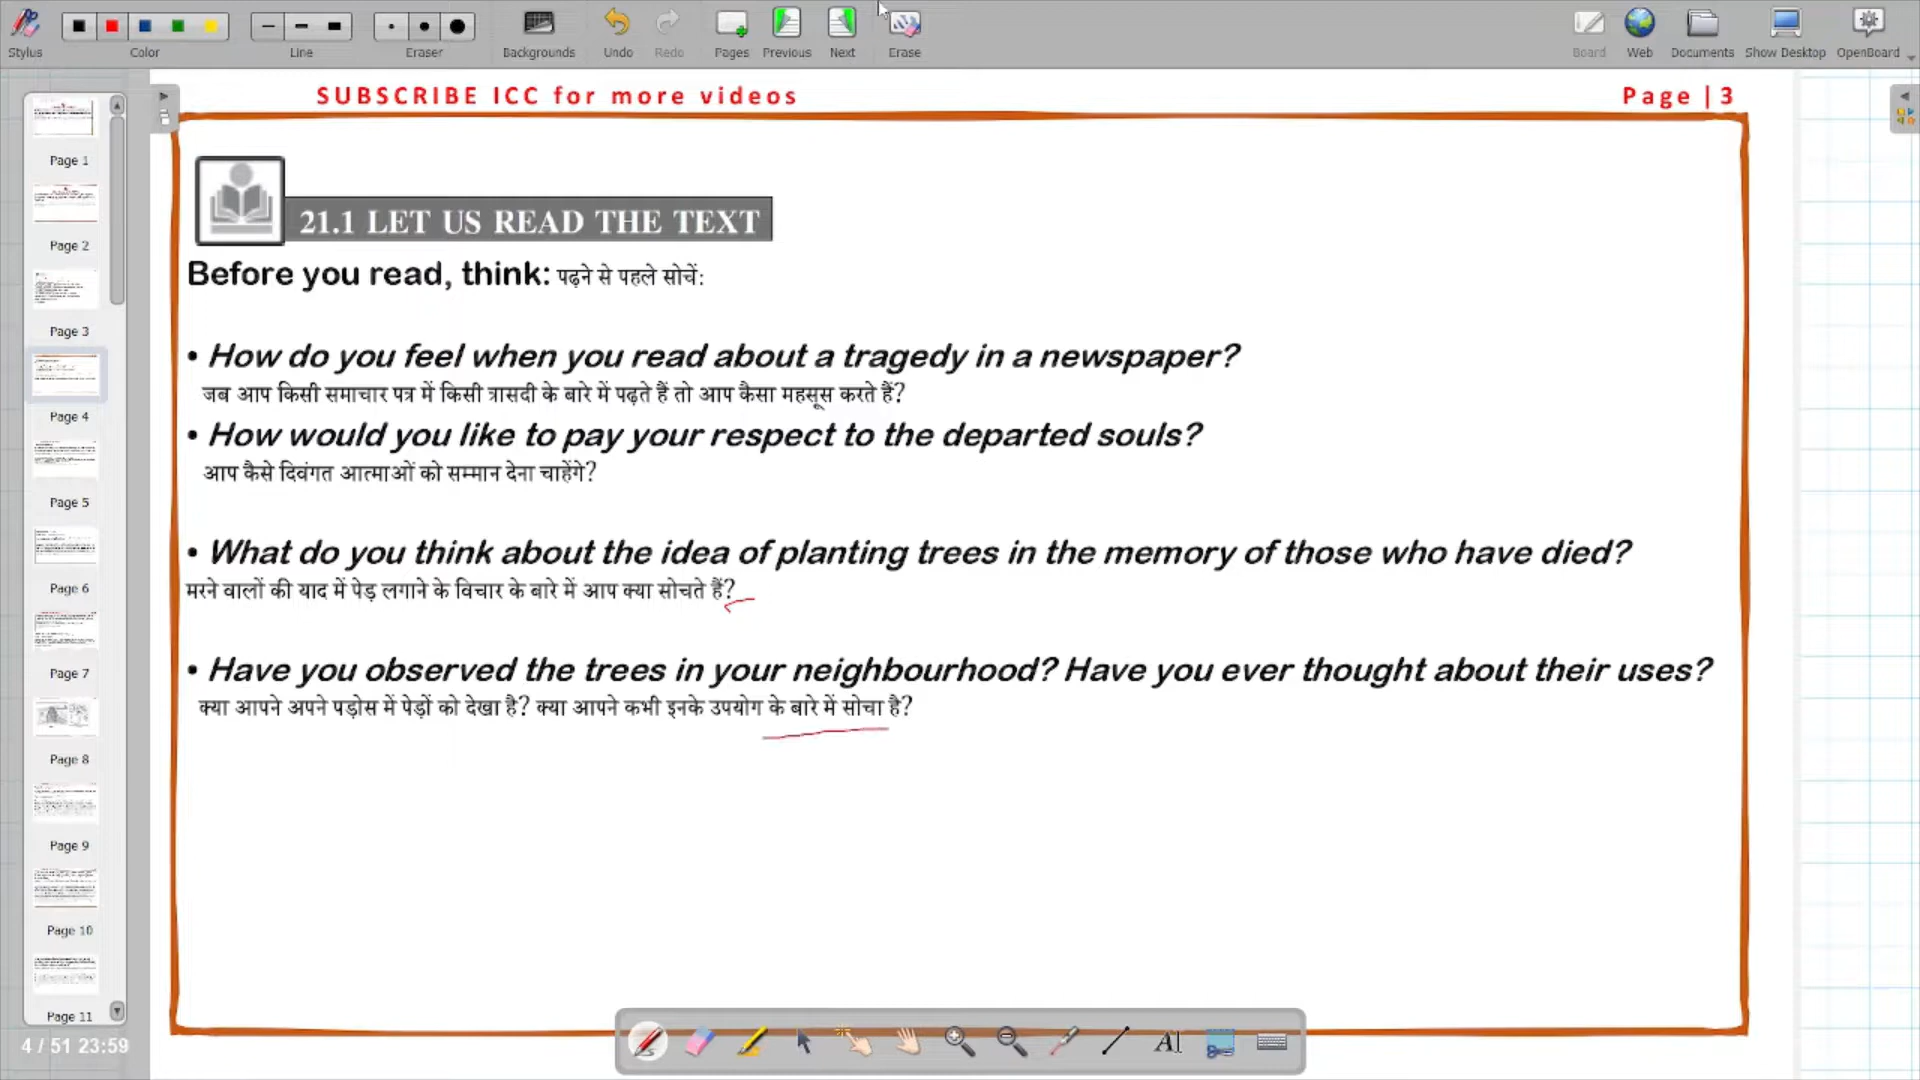 Stylus
Color
Line
Eraser
Backgrounds
Undo
Redo
Pages
Previous
Next
Erase
Board
Web
Documents
Show Desktop
OpenBoard
SUBSCRIBE ICC for more videos
Page | 3
21.1 LET US READ THE TEXT
Before you read, think: पढ़ने से पहले सोचें:
• How do you feel when you read about a tragedy in a newspaper?
जब आप किसी समाचार पत्र में किसी त्रासदी के बारे में पढ़ते हैं तो आप कैसा महसूस करते हैं?
• How would you like to pay your respect to the departed souls?
आप कैसे दिवंगत आत्माओं को सम्मान देना चाहेंगे?
• What do you think about the idea of planting trees in the memory of those who have died?
मरने वालों की याद में पेड़ लगाने के विचार के बारे में आप क्या सोचते हैं?
• Have you observed the trees in your neighbourhood? Have you ever thought about their uses?
क्या आपने अपने पड़ोस में पेड़ों को देखा है? क्या आपने कभी इनके उपयोग के बारे में सोचा है?
Page 1
Page 2
Page 3
Page 4
Page 5
Page 6
Page 7
Page 8
Page 9
Page 10
Page 11
4 / 51 23:59
AI